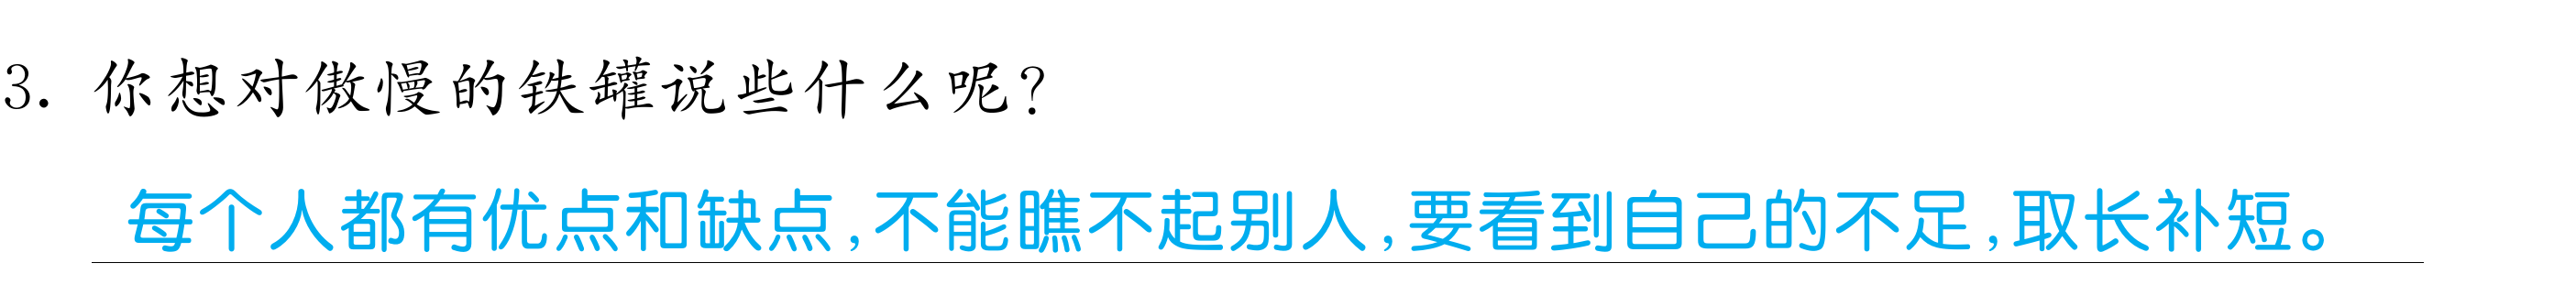 3. 你想对傲慢的铁罐说些什么呢?
每个人都有优点和缺点,不能瞧不起别人,要看到自己的不足,取长补短。